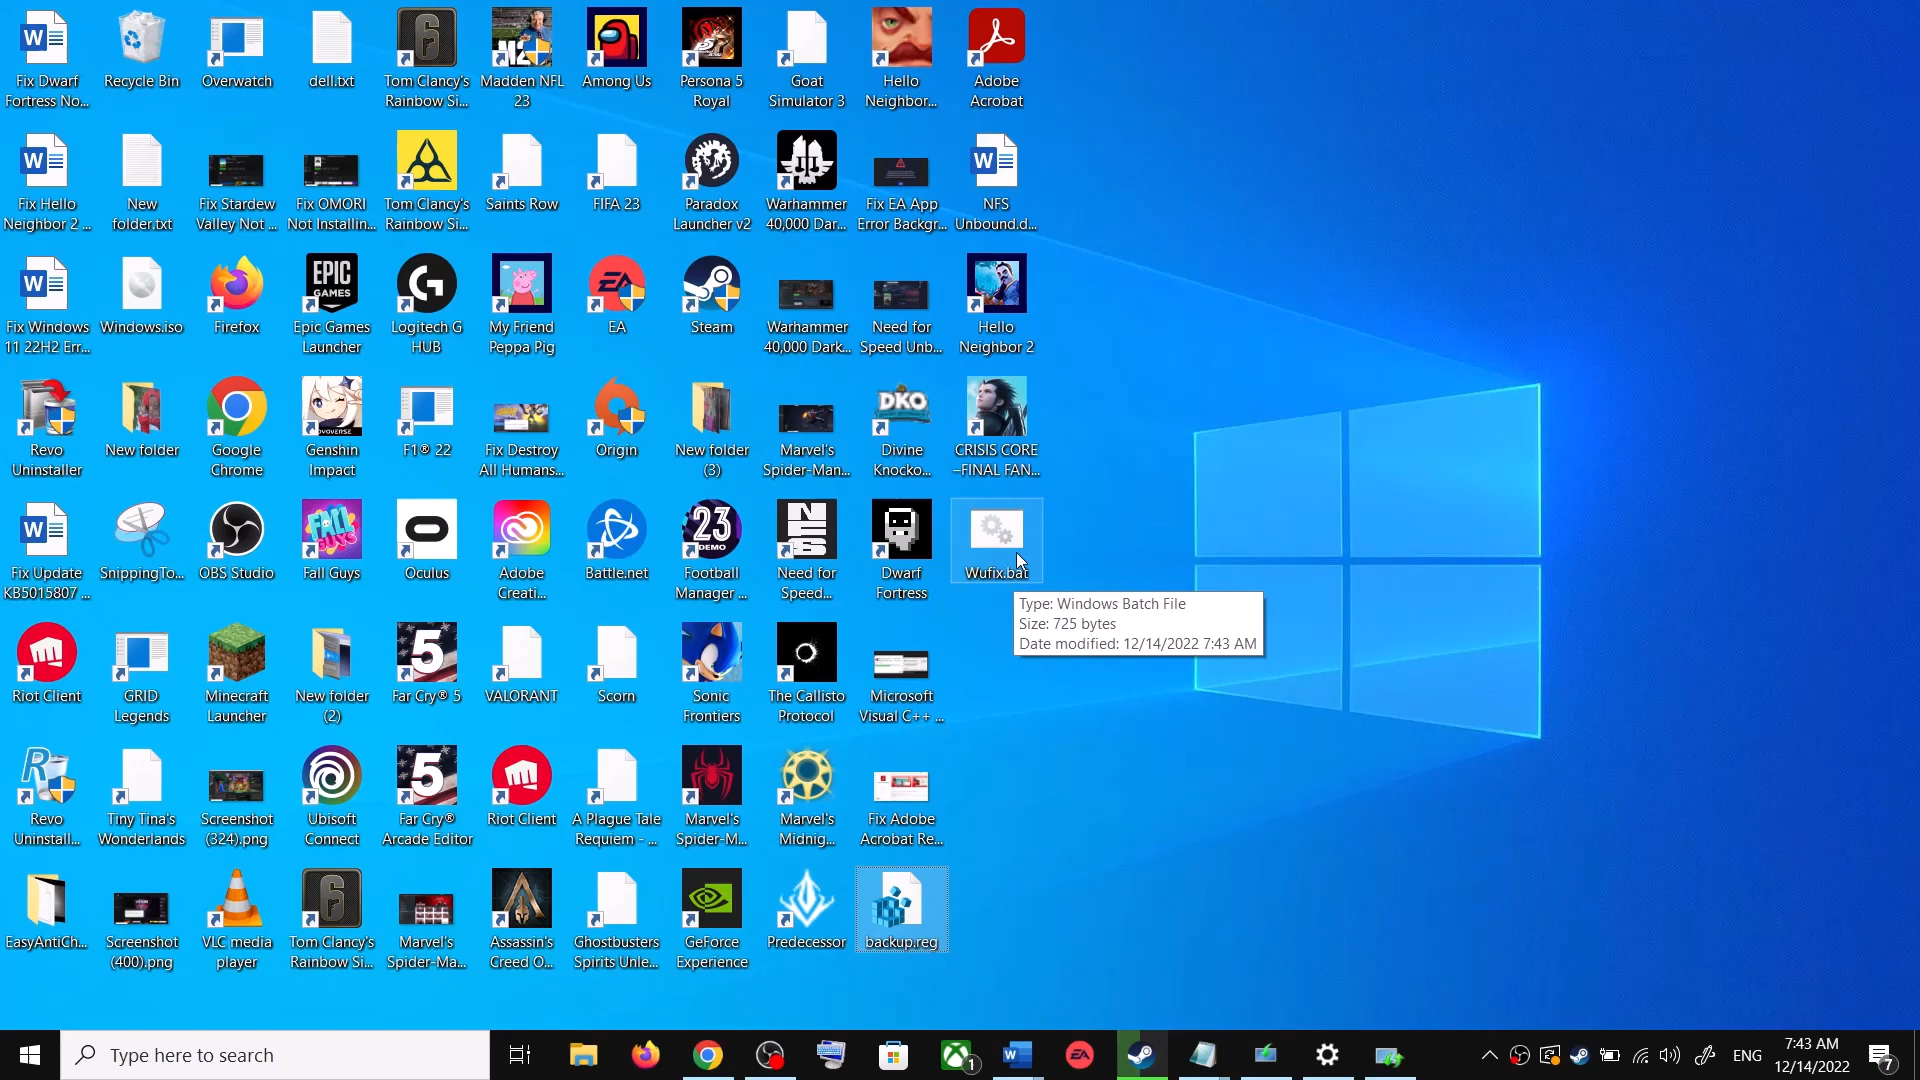 Fix Dwarf
Fortress No...
Recycle Bin
Overwatch
dell.txt
Tom Clancy's
Rainbow Si...
Madden NFL
23
Among Us
Persona 5
Royal
Goat
Simulator 3
Hello
Neighbor...
Adobe
Acrobat
Fix Hello
Neighbor 2 ...
New
folder.txt
Fix Stardew
Valley Not ...
Fix OMORI
Not Installin...
Tom Clancy's
Rainbow Si...
Saints Row
FIFA 23
Paradox
Launcher v2
Warhammer
40,000 Dar...
Fix EA App
Error Backgr...
NFS
Unbound.d...
Fix Windows
11 22H2 Err...
Windows.iso
Firefox
EPIC
GAMES
Epic Games
Launcher
Logitech G
HUB
My Friend
Peppa Pig
EA
Steam
Warhammer
40,000 Dark...
Need for
Speed Unb...
Hello
Neighbor 2
Revo
Uninstaller
New folder
Google
Chrome
Genshin
Impact
F1® 22
Fix Destroy
All Humans...
Origin
New folder
(3)
Marvel's
Spider-Man...
DKO
Divine
Knocko...
CRISIS CORE
–FINAL FAN...
Fix Update
KB5015807 ...
SnippingTo...
OBS Studio
Fall Guys
Oculus
Adobe
Creati...
Battle.net
23
DEMO
Football
Manager ...
Need for
Speed...
Dwarf
Fortress
Wufix.bat
Type: Windows Batch File
Size: 725 bytes
Date modified: 12/14/2022 7:43 AM
Riot Client
GRID
Legends
Minecraft
Launcher
New folder
(2)
5
Far Cry® 5
VALORANT
Scorn
Sonic
Frontiers
The Callisto
Protocol
Microsoft
Visual C++ ...
Revo
Uninstall...
Tiny Tina's
Wonderlands
Screenshot
(324).png
Ubisoft
Connect
5
Far Cry®
Arcade Editor
Riot Client
A Plague Tale
Requiem - ...
Marvel's
Spider-M...
Marvel's
Midnig...
Fix Adobe
Acrobat Re...
EasyAntiCh...
Screenshot
(400).png
VLC media
player
6
Tom Clancy's
Rainbow Si...
Marvel's
Spider-Ma...
Assassin's
Creed O...
Ghostbusters
Spirits Unle...
GeForce
Experience
Predecessor
backup.reg
Type here to search
1
EA
ENG
7:43 AM
12/14/2022
7